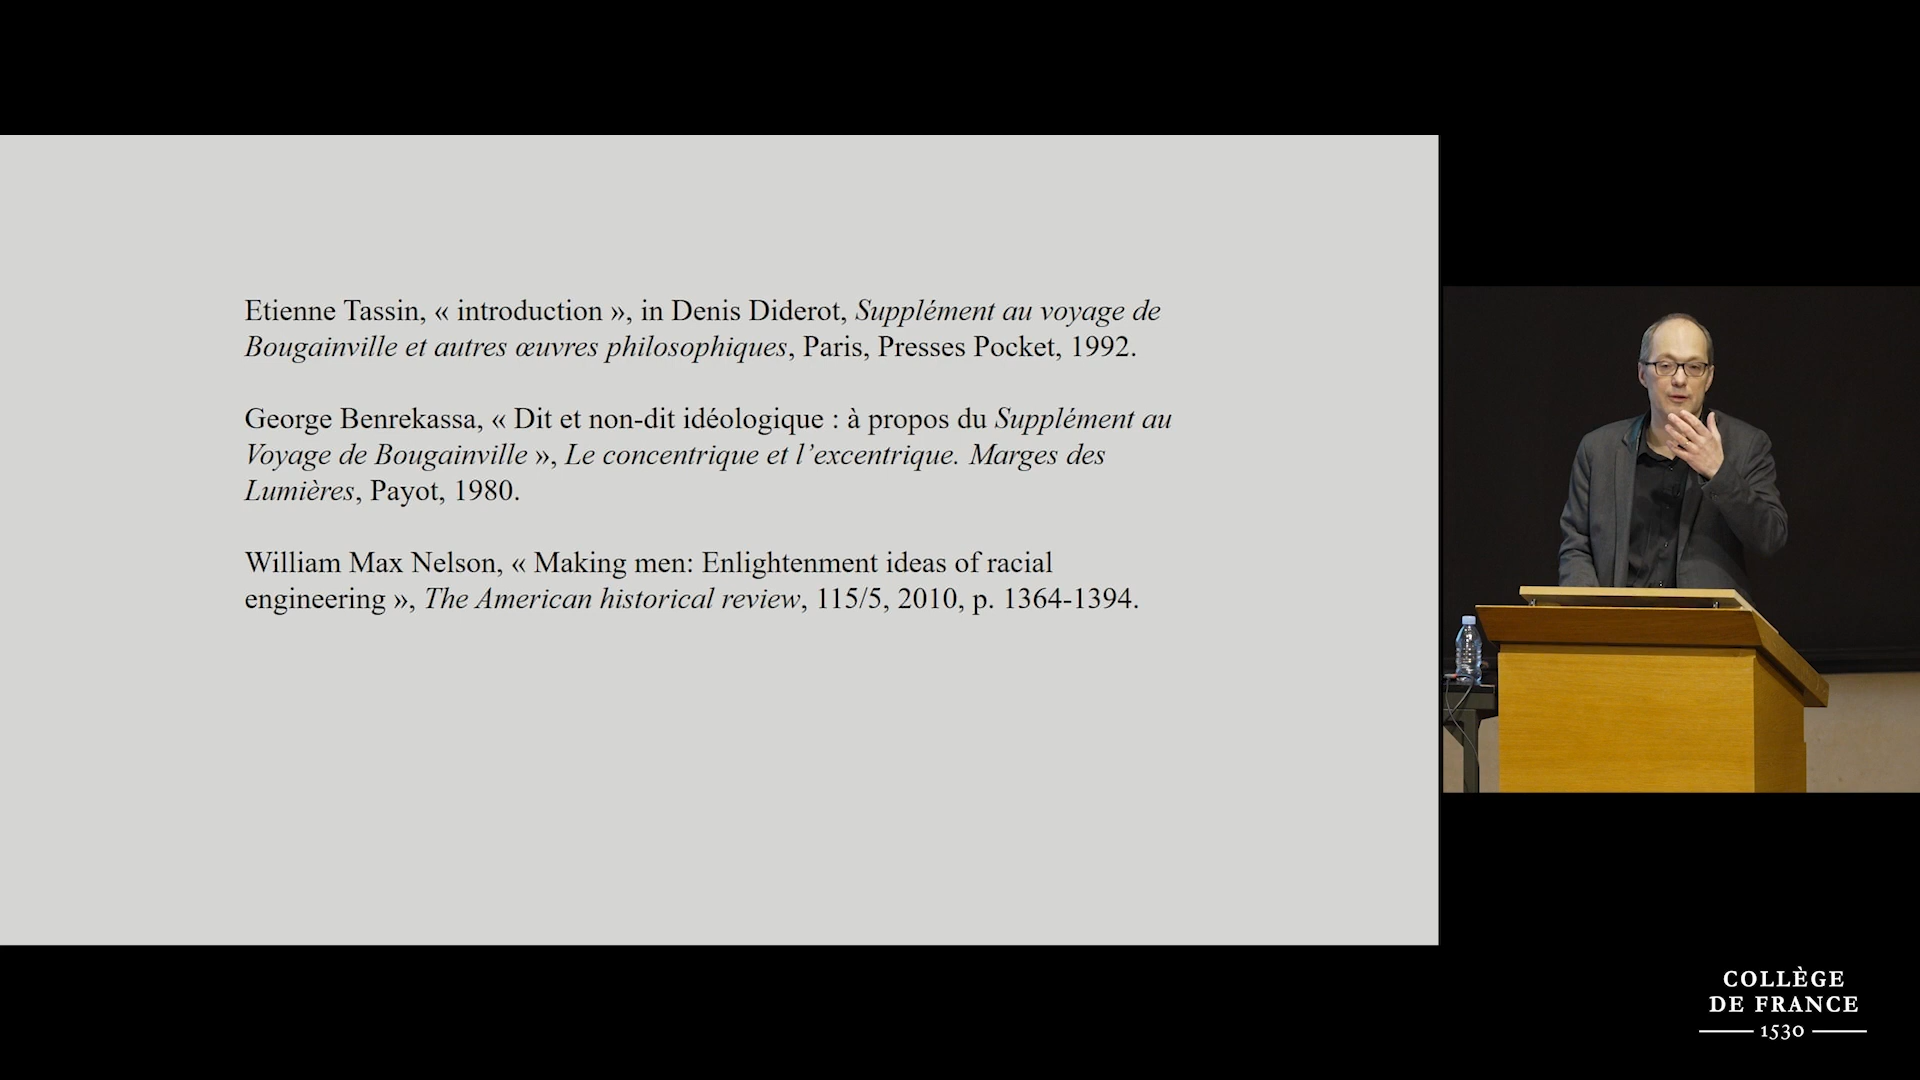 Etienne Tassin, « introduction », in Denis Diderot, Supplément au voyage de
Bougainville et autres œuvres philosophiques, Paris, Presses Pocket, 1992.
George Benrekassa, « Dit et non-dit idéologique : à propos du Supplément au
Voyage de Bougainville », Le concentrique et l’excentrique. Marges des
Lumières, Payot, 1980.
William Max Nelson, « Making men: Enlightenment ideas of racial
engineering », The American historical review, 115/5, 2010, p. 1364-1394.
COLLÈGE
DE FRANCE
1530